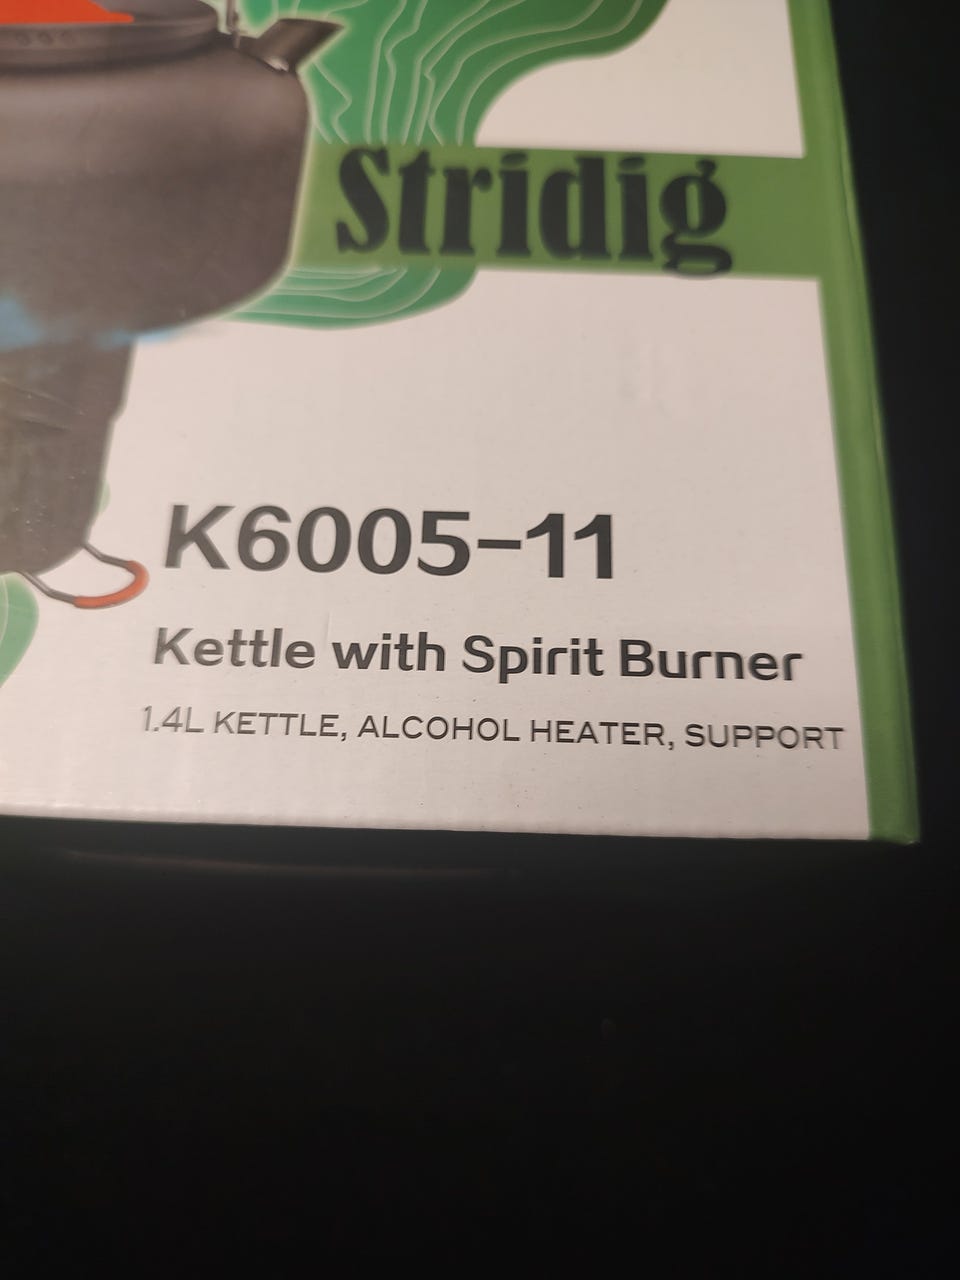 Stridig
K6005-11
Kettle with Spirit Burner
1.4L KETTLE, ALCOHOL HEATER, SUPPORT